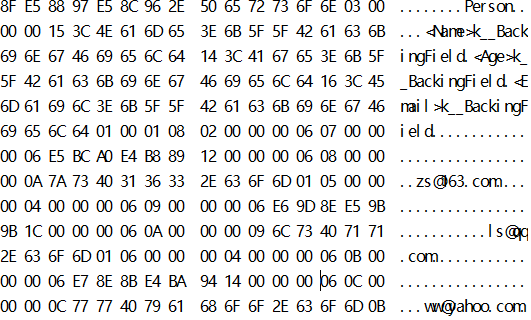 8F E5 88 97 E5 8C 96 2E 50 65 72 73 6F 6E 03 00 ........Person..
00 00 15 3C 4E 61 6D 65 3E 6B 5F 5F 42 61 63 6B ...<Name>k__Back
69 6E 67 46 69 65 6C 64 14 3C 41 67 65 3E 6B 5F ingField.<Age>k_
5F 42 61 63 6B 69 6E 67 46 69 65 6C 64 16 3C 45 _BackingField.<E
6D 61 69 6C 3E 6B 5F 5F 42 61 63 6B 69 6E 67 46 mail>k__BackingF
69 65 6C 64 01 00 01 08 02 00 00 00 06 07 00 00 ield............
00 06 E5 BC A0 E4 B8 89 12 00 00 00 06 08 00 00 ................
00 0A 7A 73 40 31 36 33 2E 63 6F 6D 01 05 00 00 ..zs@163.com....
00 04 00 00 00 06 09 00 00 00 06 E6 9D 8E E5 9B ................
9B 1C 00 00 00 06 0A 00 00 00 09 6C 73 40 71 71 ...........ls@qq
2E 63 6F 6D 01 06 00 00 00 04 00 00 00 06 0B 00 .com............
00 00 06 E7 8E 8B E4 BA 94 14 00 00 00 06 0C 00 ................
00 00 0C 77 77 40 79 61 68 6F 6F 2E 63 6F 6D 0B ...ww@yahoo.com.